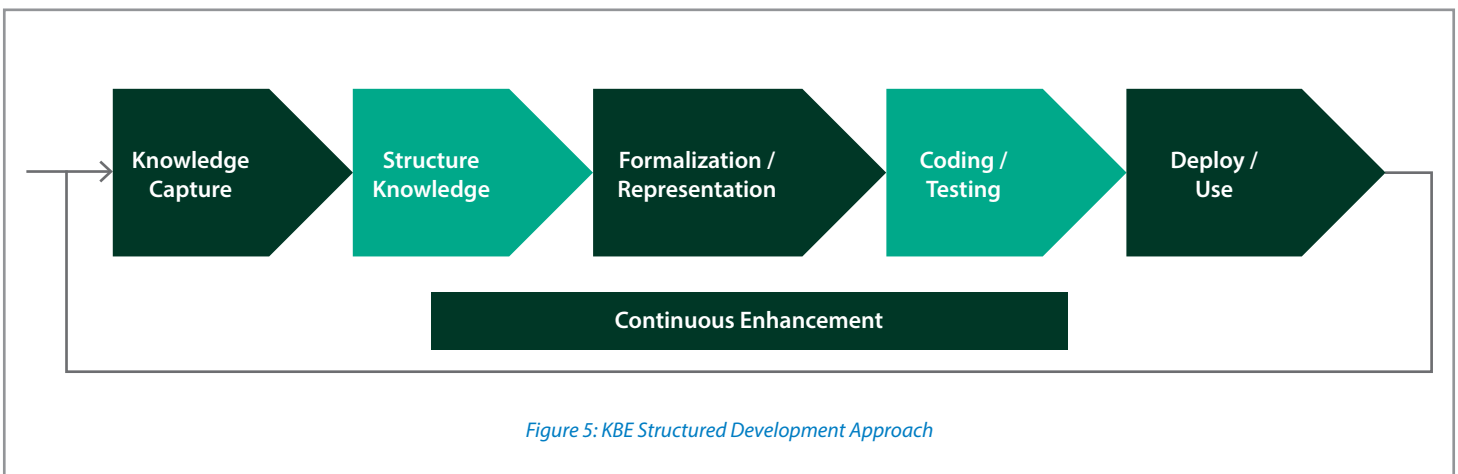 Knowledge
Capture
Structure
Knowledge
Formalization /
Representation
Coding /
Testing
Deploy /
Use
Continuous Enhancement
Figure 5: KBE Structured Development Approach